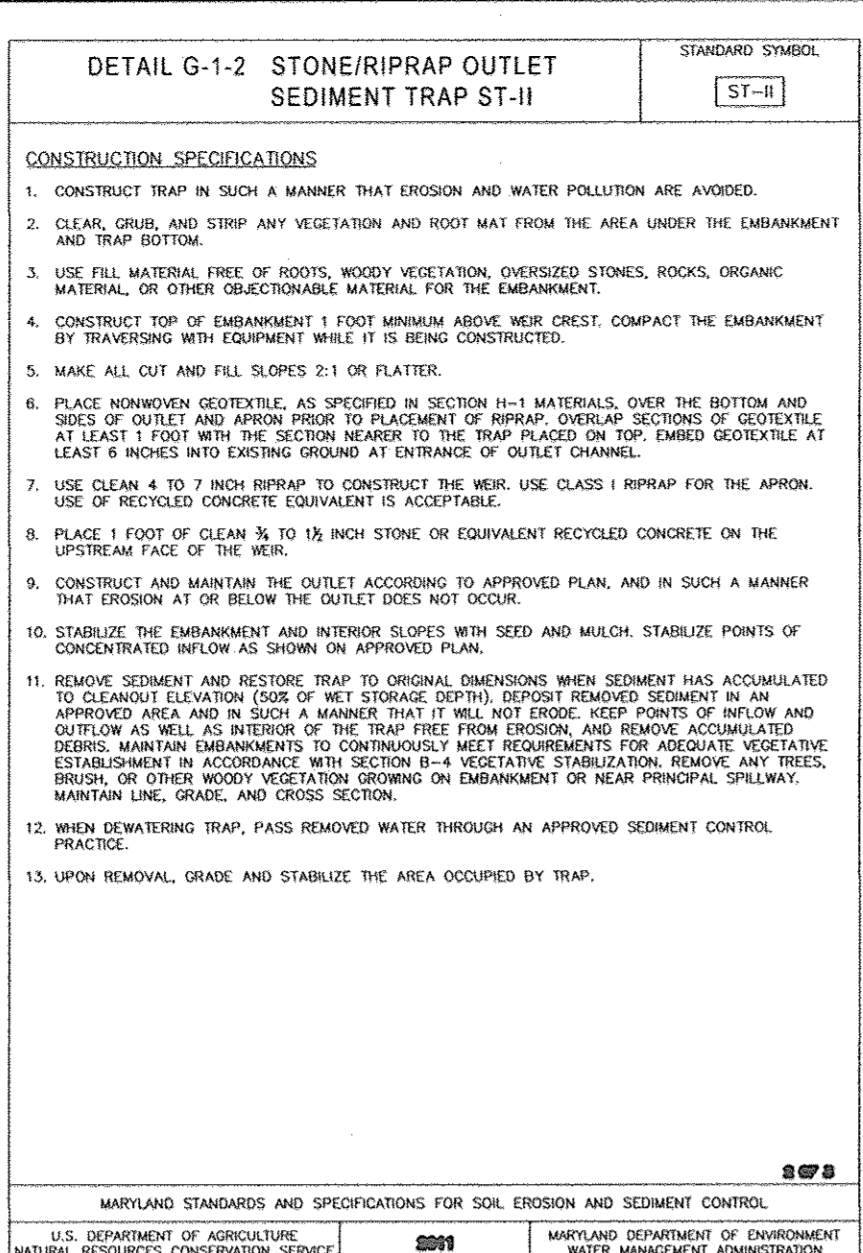 DETAIL G-1-2 STONE/RIPRAP OUTLET
SEDIMENT TRAP ST-II
STANDARD SYMBOL
ST-II
CONSTRUCTION SPECIFICATIONS
1. CONSTRUCT TRAP IN SUCH A MANNER THAT EROSION AND WATER POLLUTION ARE AVOIDED.
2. CLEAR, GRUB, AND STRIP ANY VEGETATION AND ROOT MAT FROM THE AREA UNDER THE EMBANKMENT
AND TRAP BOTTOM.
3. USE FILL MATERIAL FREE OF ROOTS, WOODY VEGETATION, OVERSIZED STONES, ROCKS, ORGANIC
MATERIAL, OR OTHER OBJECTIONABLE MATERIAL FOR THE EMBANKMENT.
4. CONSTRUCT TOP OF EMBANKMENT 1 FOOT MINIMUM ABOVE WEIR CREST. COMPACT THE EMBANKMENT
BY TRAVERSING WITH EQUIPMENT WHILE IT IS BEING CONSTRUCTED.
5. MAKE ALL CUT AND FILL SLOPES 2:1 OR FLATTER.
6. PLACE NONWOVEN GEOTEXTILE, AS SPECIFIED IN SECTION H-1 MATERIALS, OVER THE BOTTOM AND
SIDES OF OUTLET AND APRON PRIOR TO PLACEMENT OF RIPRAP. OVERLAP SECTIONS OF GEOTEXTILE
AT LEAST 1 FOOT WITH THE SECTION NEARER TO THE TRAP PLACED ON TOP. EMBED GEOTEXTILE AT
LEAST 6 INCHES INTO EXISTING GROUND AT ENTRANCE OF OUTLET CHANNEL.
7. USE CLEAN 4 TO 7 INCH RIPRAP TO CONSTRUCT THE WEIR. USE CLASS I RIPRAP FOR THE APRON.
USE OF RECYCLED CONCRETE EQUIVALENT IS ACCEPTABLE.
8. PLACE 1 FOOT OF CLEAN ¾ TO 1½ INCH STONE OR EQUIVALENT RECYCLED CONCRETE ON THE
UPSTREAM FACE OF THE WEIR.
9. CONSTRUCT AND MAINTAIN THE OUTLET ACCORDING TO APPROVED PLAN, AND IN SUCH A MANNER
THAT EROSION AT OR BELOW THE OUTLET DOES NOT OCCUR.
10. STABILIZE THE EMBANKMENT AND INTERIOR SLOPES WITH SEED AND MULCH. STABILIZE POINTS OF
CONCENTRATED INFLOW AS SHOWN ON APPROVED PLAN.
11. REMOVE SEDIMENT AND RESTORE TRAP TO ORIGINAL DIMENSIONS WHEN SEDIMENT HAS ACCUMULATED
TO CLEANOUT ELEVATION (50% OF WET STORAGE DEPTH). DEPOSIT REMOVED SEDIMENT IN AN
APPROVED AREA AND IN SUCH A MANNER THAT IT WILL NOT ERODE. KEEP POINTS OF INFLOW AND
OUTFLOW AS WELL AS INTERIOR OF THE TRAP FREE FROM EROSION, AND REMOVE ACCUMULATED
DEBRIS. MAINTAIN EMBANKMENTS TO CONTINUOUSLY MEET REQUIREMENTS FOR ADEQUATE VEGETATIVE
ESTABLISHMENT IN ACCORDANCE WITH SECTION B-4 VEGETATIVE STABILIZATION. REMOVE ANY TREES,
BRUSH, OR OTHER WOODY VEGETATION GROWING ON EMBANKMENT OR NEAR PRINCIPAL SPILLWAY.
MAINTAIN LINE, GRADE, AND CROSS SECTION.
12. WHEN DEWATERING TRAP, PASS REMOVED WATER THROUGH AN APPROVED SEDIMENT CONTROL
PRACTICE.
13. UPON REMOVAL, GRADE AND STABILIZE THE AREA OCCUPIED BY TRAP.
MARYLAND STANDARDS AND SPECIFICATIONS FOR SOIL EROSION AND SEDIMENT CONTROL
U.S. DEPARTMENT OF AGRICULTURE
NATURAL RESOURCES CONSERVATION SERVICE
2011
MARYLAND DEPARTMENT OF ENVIRONMENT
WATER MANAGEMENT ADMINISTRATION